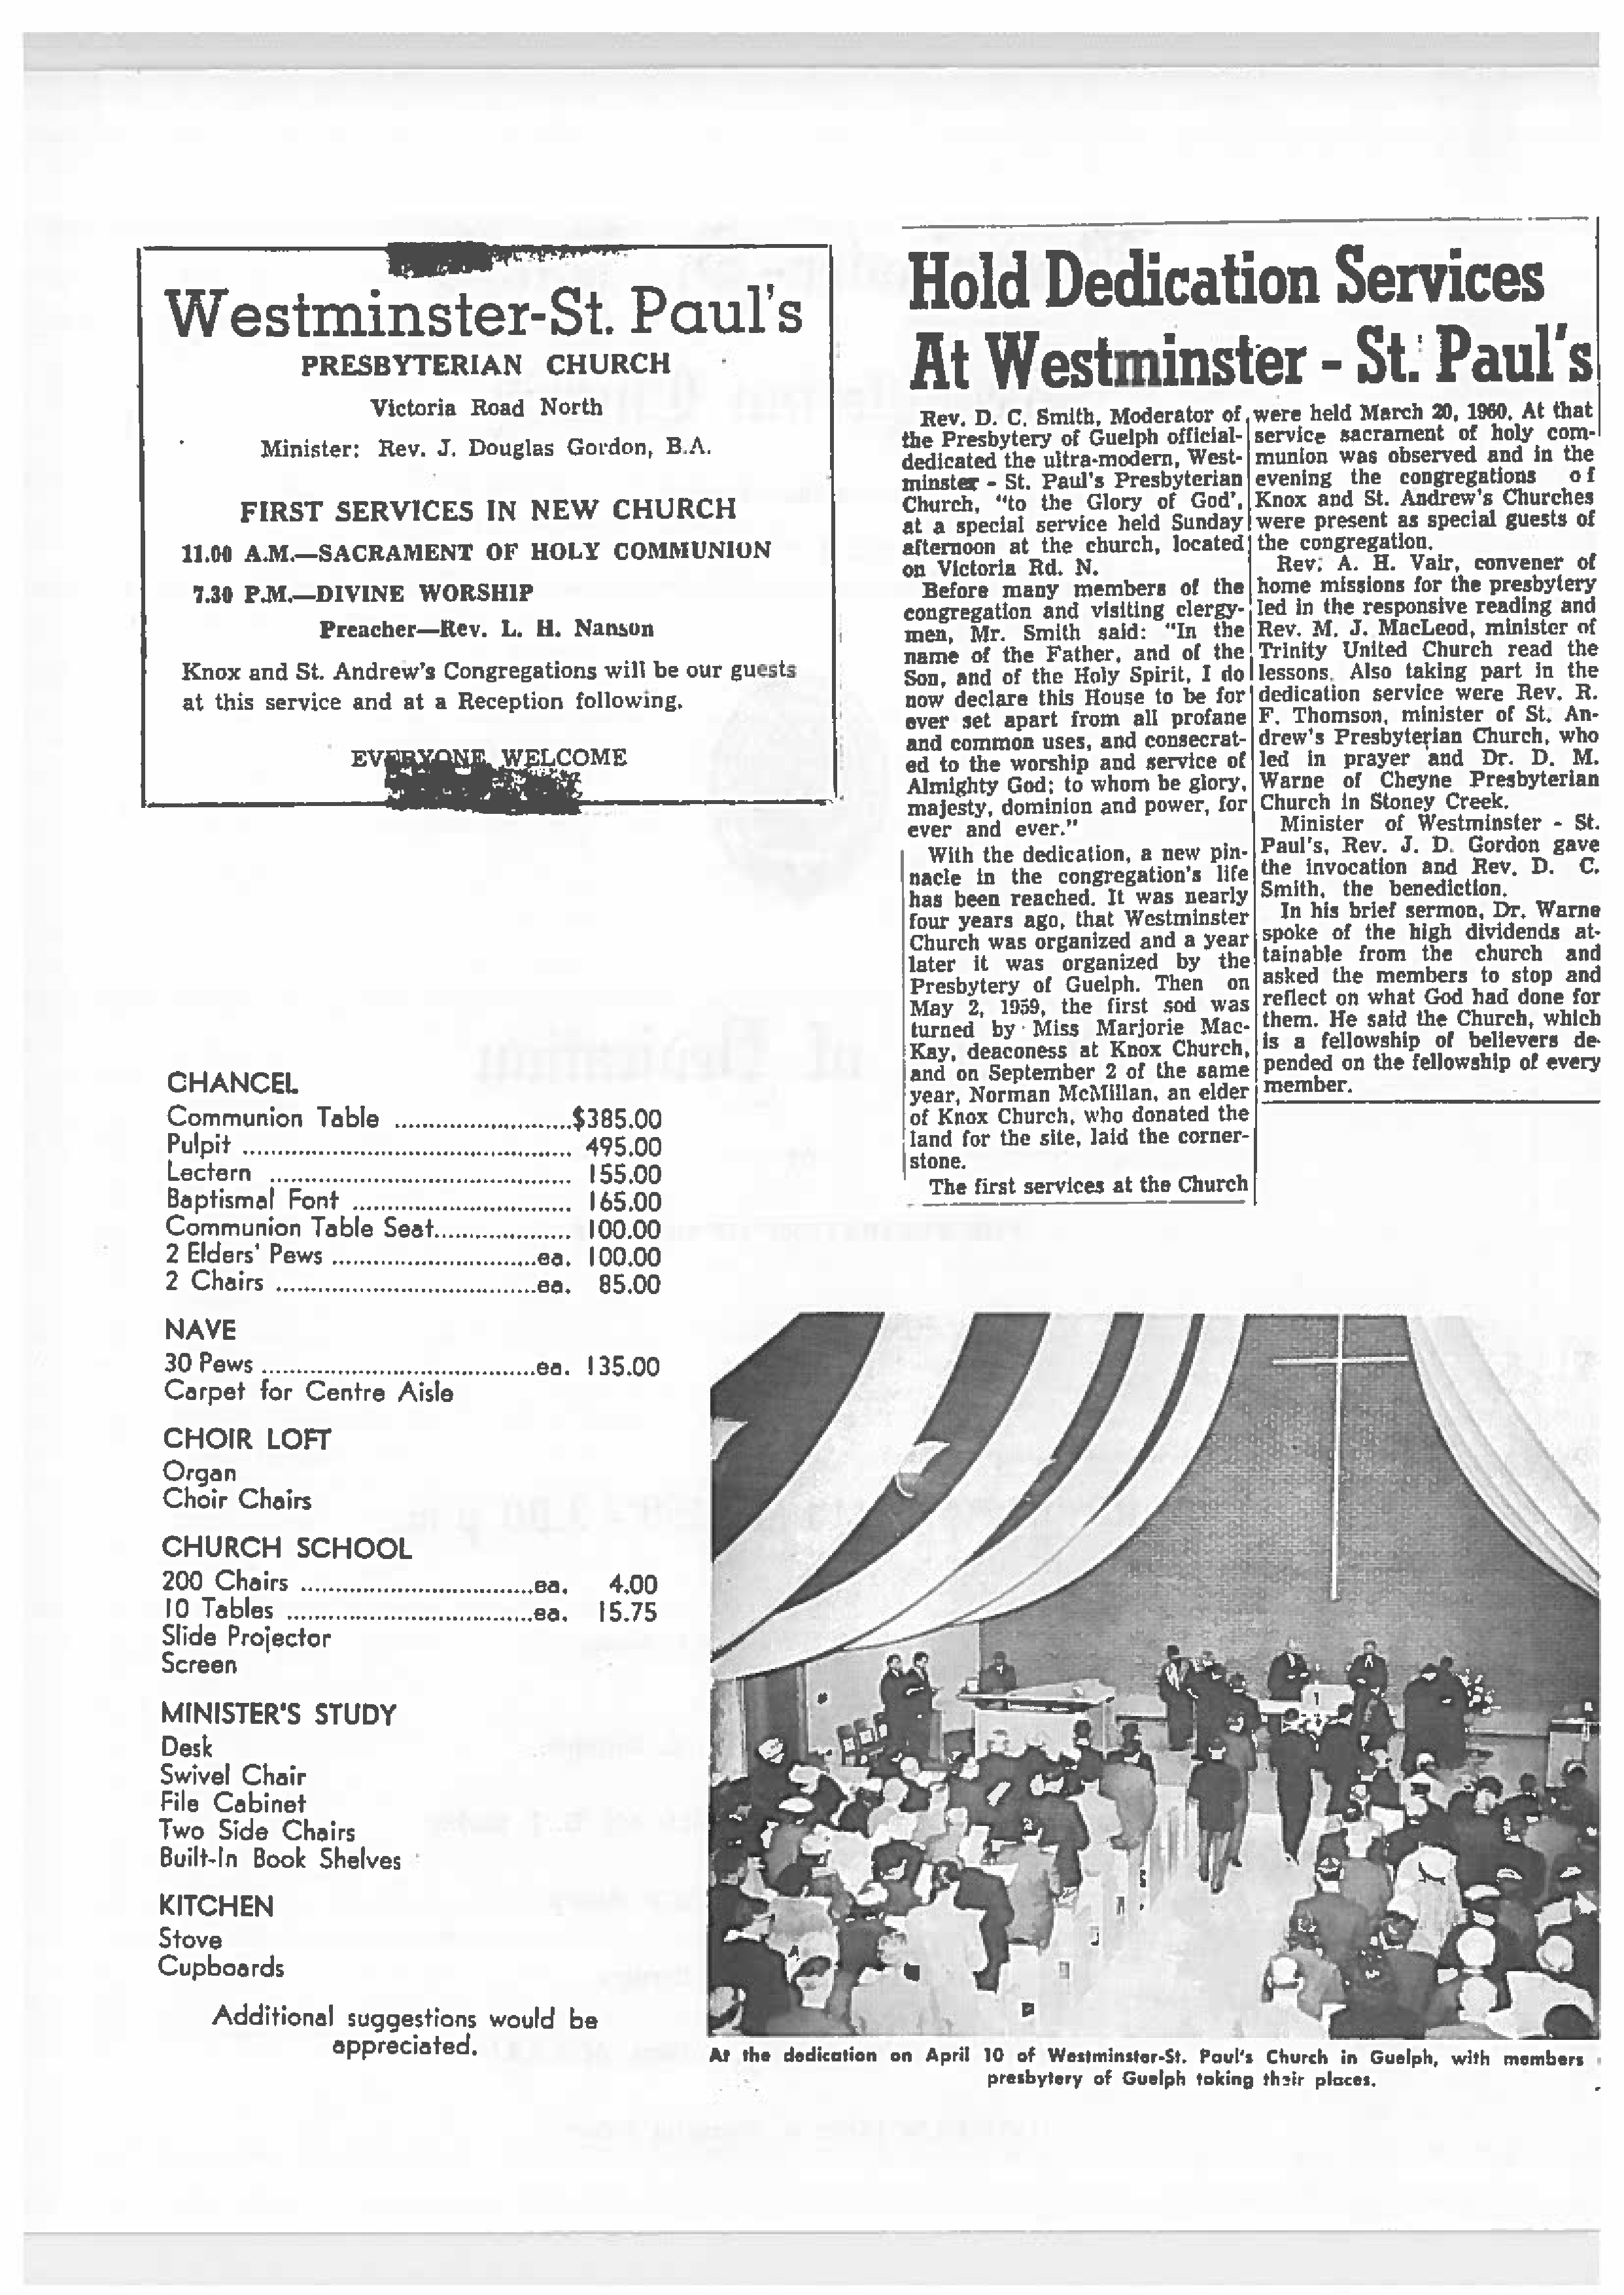 Westminster-St. Paul's
PRESBYTERIAN CHURCH
Victoria Road North
Minister: Rev. J. Douglas Gordon, B.A.
FIRST SERVICES IN NEW CHURCH
11.00 A.M.—SACRAMENT OF HOLY COMMUNION
7.30 P.M.—DIVINE WORSHIP
Preacher—Rev. L. H. Nanson
Knox and St. Andrew's Congregations will be our guests
at this service and at a Reception following.
EVERYONE WELCOME
Hold Dedication Services
At Westminster - St. Paul's
Rev. D. C. Smith, Moderator of
the Presbytery of Guelph official-
dedicated the ultra-modern, West-
minster - St. Paul's Presbyterian
Church, "to the Glory of God',
at a special service held Sunday
afternoon at the church, located
on Victoria Rd. N.
Before many members of the
congregation and visiting clergy-
men, Mr. Smith said: "In the
name of the Father, and of the
Son, and of the Holy Spirit, I do
now declare this House to be for
ever set apart from all profane
and common uses, and consecrat-
ed to the worship and service of
Almighty God; to whom be glory,
majesty, dominion and power, for
ever and ever."
With the dedication, a new pin-
nacle in the congregation's life
has been reached. It was nearly
four years ago, that Westminster
Church was organized and a year
later it was organized by the
Presbytery of Guelph. Then on
May 2, 1959, the first sod was
turned by Miss Marjorie Mac-
Kay, deaconess at Knox Church,
and on September 2 of the same
year, Norman McMillan, an elder
of Knox Church, who donated the
land for the site, laid the corner-
stone.
The first services at the Church
were held March 20, 1960. At that
service sacrament of holy com-
munion was observed and in the
evening the congregations of
Knox and St. Andrew's Churches
were present as special guests of
the congregation.
Rev. A. H. Vair, convener of
home missions for the presbytery
led in the responsive reading and
Rev. M. J. MacLeod, minister of
Trinity United Church read the
lessons. Also taking part in the
dedication service were Rev. R.
F. Thomson, minister of St. An-
drew's Presbyterian Church, who
led in prayer and Dr. D. M.
Warne of Cheyne Presbyterian
Church in Stoney Creek.
Minister of Westminster - St.
Paul's, Rev. J. D. Gordon gave
the invocation and Rev. D. C.
Smith, the benediction.
In his brief sermon, Dr. Warne
spoke of the high dividends at-
tainable from the church and
asked the members to stop and
reflect on what God had done for
them. He said the Church, which
is a fellowship of believers de-
pended on the fellowship of every
member.
CHANCEL
Communion Table ..........................$385.00
Pulpit ................................................ 495.00
Lectern ............................................ 155.00
Baptismal Font ................................ 165.00
Communion Table Seat.................... 100.00
2 Elders' Pews ..............................ea. 100.00
2 Chairs ......................................ea. 85.00
NAVE
30 Pews ........................................ea. 135.00
Carpet for Centre Aisle
CHOIR LOFT
Organ
Choir Chairs
CHURCH SCHOOL
200 Chairs ..................................ea. 4.00
10 Tables ....................................ea. 15.75
Slide Projector
Screen
MINISTER'S STUDY
Desk
Swivel Chair
File Cabinet
Two Side Chairs
Built-In Book Shelves
KITCHEN
Stove
Cupboards
Additional suggestions would be
appreciated.
At the dedication on April 10 of Westminster-St. Paul's Church in Guelph, with members
presbytery of Guelph taking their places.